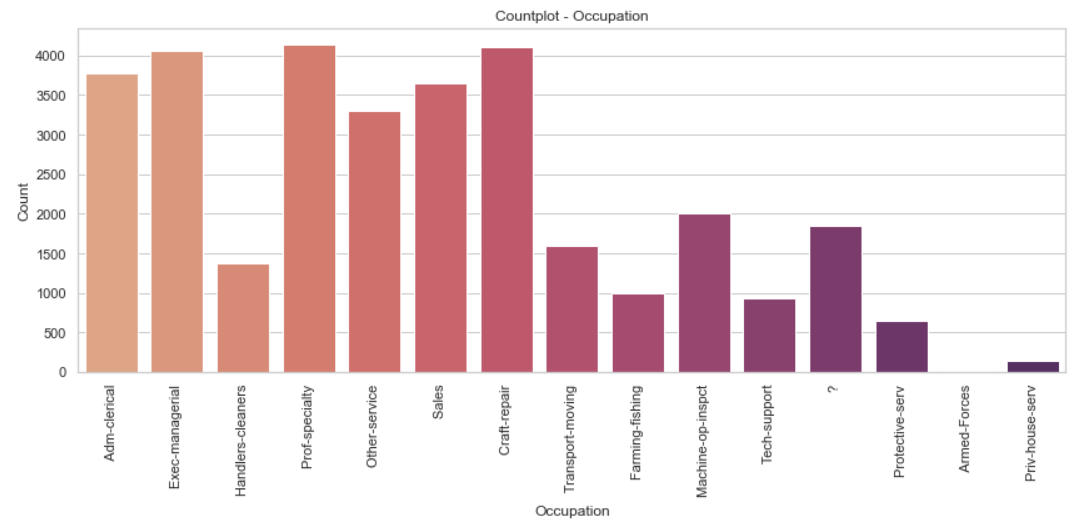 Countplot - Occupation
Count
4000
3500
3000
2500
2000
1500
1000
500
0
Adm-clerical
Exec-managerial
Handlers-cleaners
Prof-specialty
Other-service
Sales
Craft-repair
Transport-moving
Farming-fishing
Machine-op-inspct
Tech-support
?
Protective-serv
Armed-Forces
Priv-house-serv
Occupation